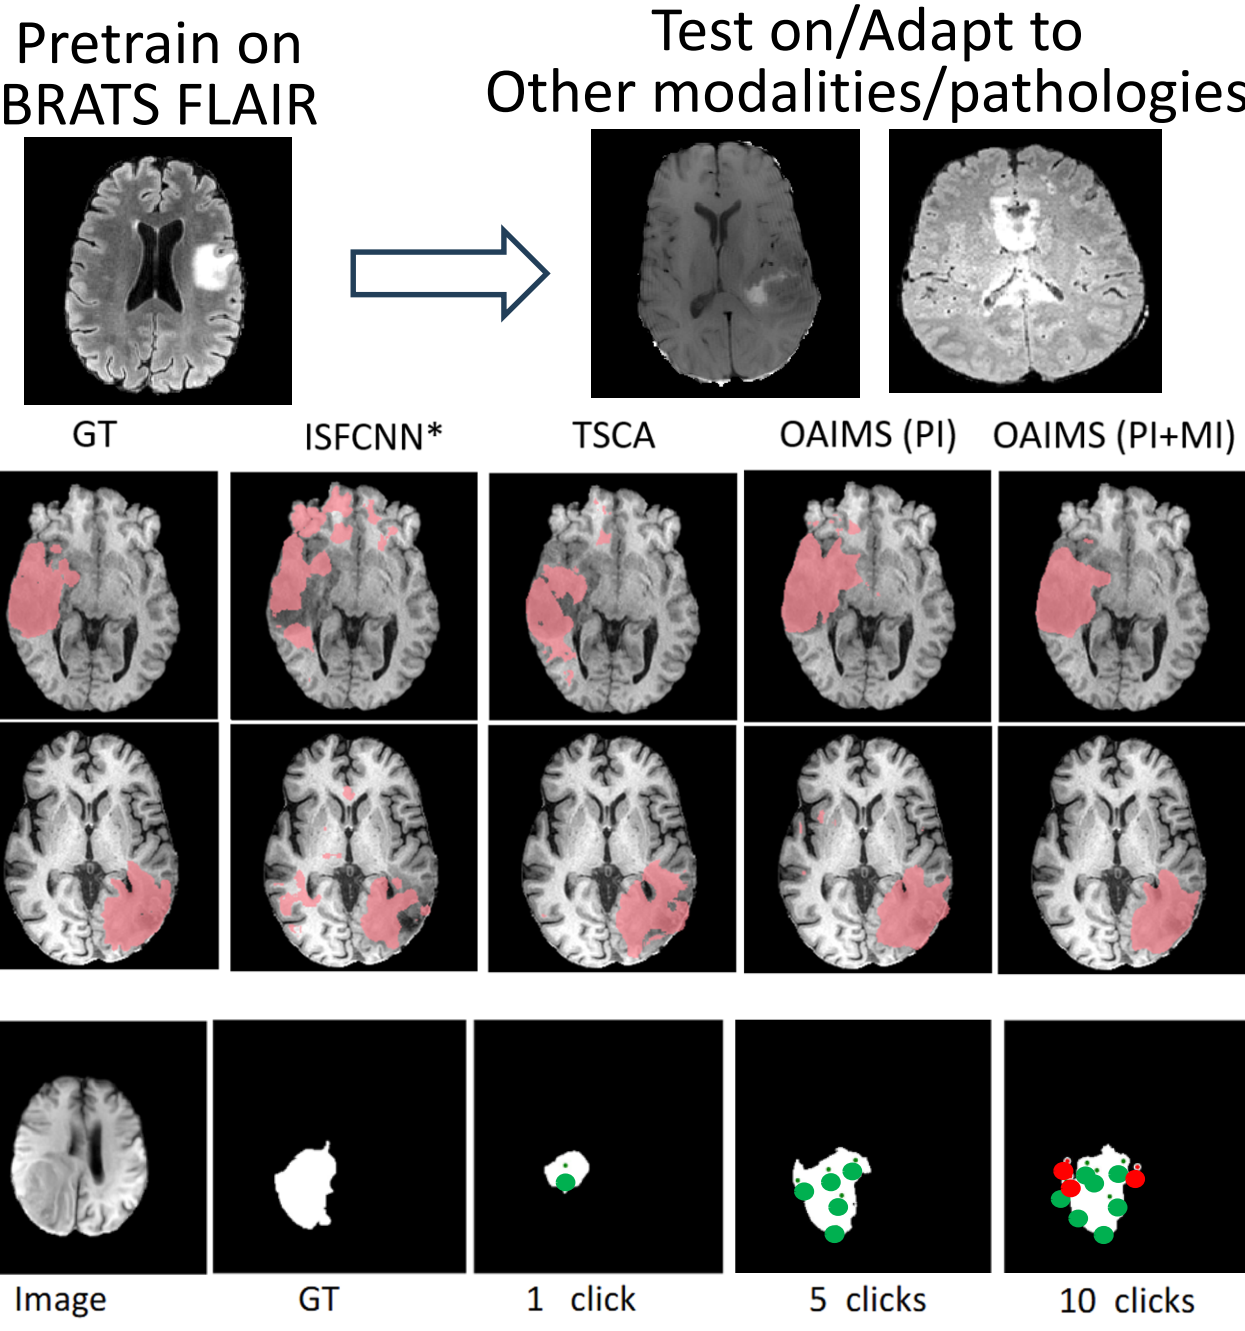 Pretrain on
BRATS FLAIR
Test on/Adapt to
Other modalities/pathologies
GT ISFCNN* TSCA OAIMS (PI) OAIMS (PI+MI)
Image GT 1 click 5 clicks 10 clicks